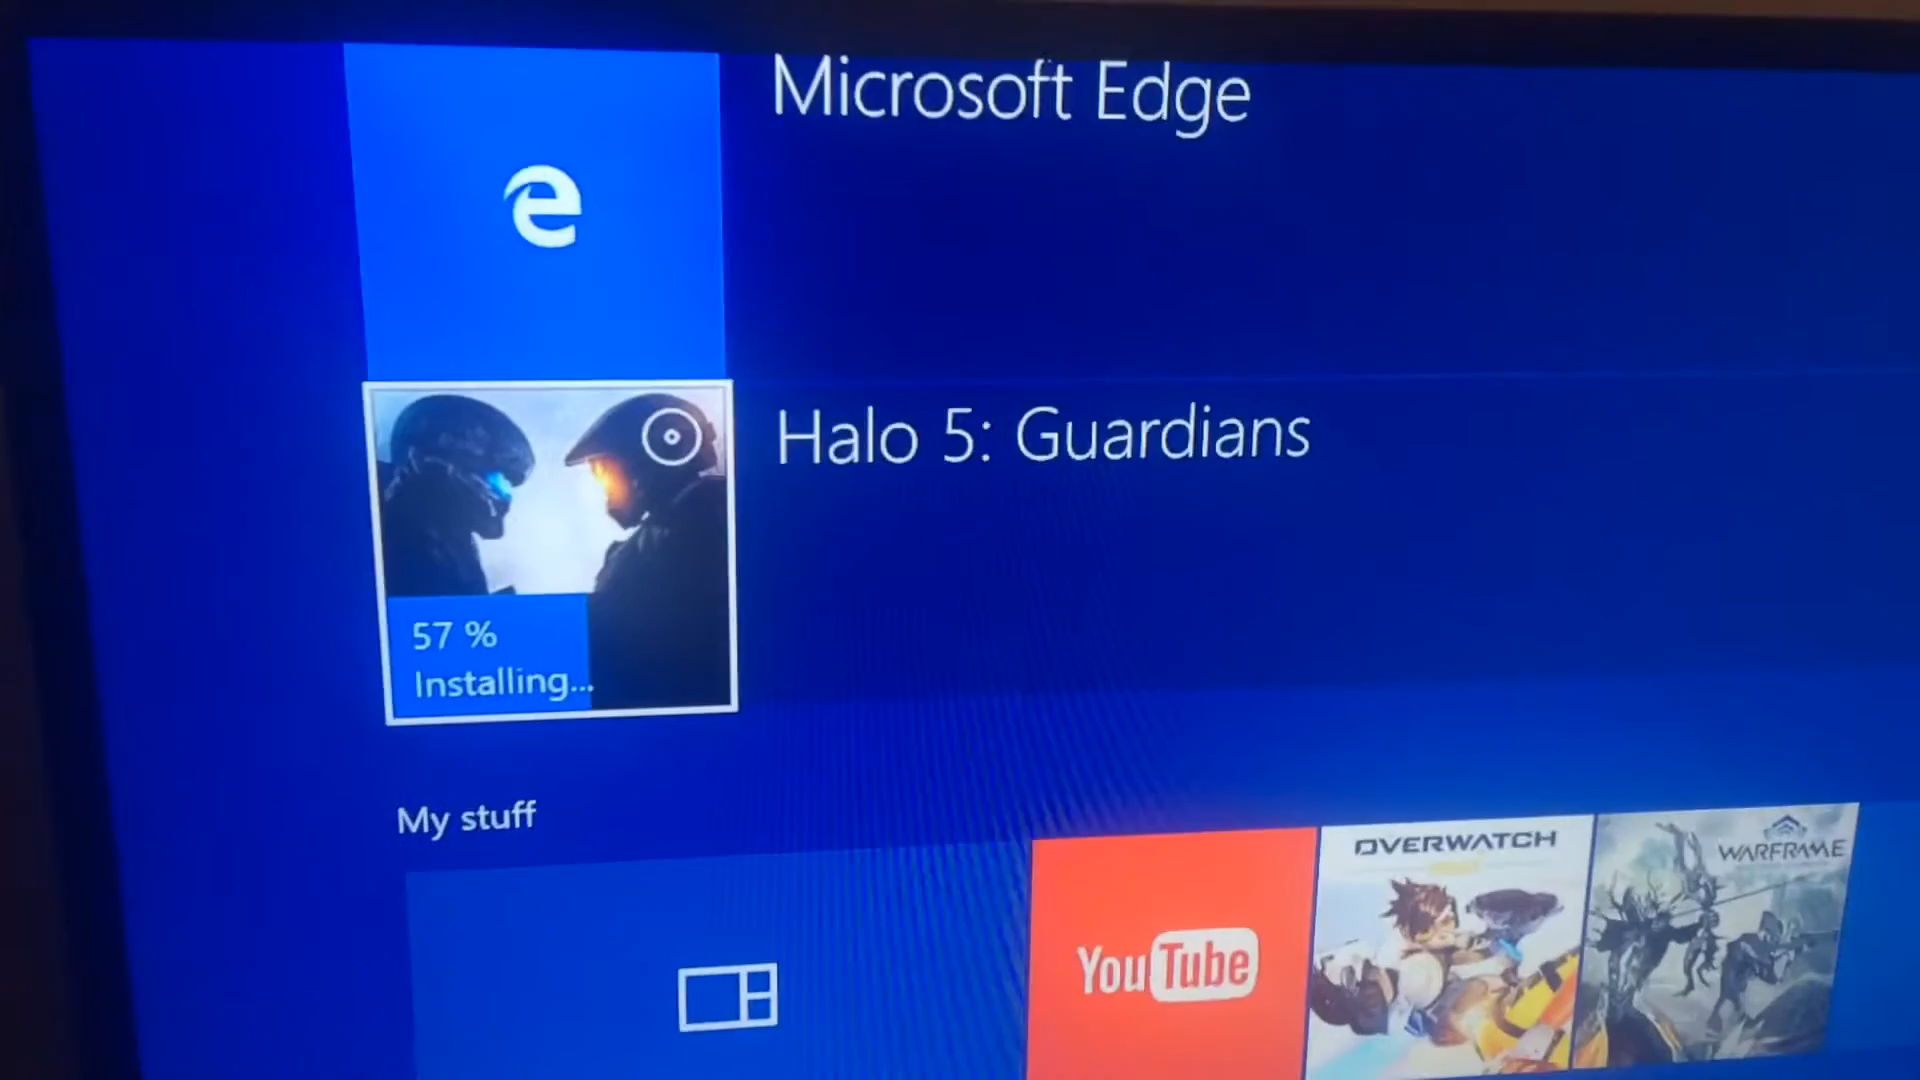 Microsoft Edge
Halo 5: Guardians
57 %
Installing...
My stuff
YouTube
OVERWATCH
WARFRAME